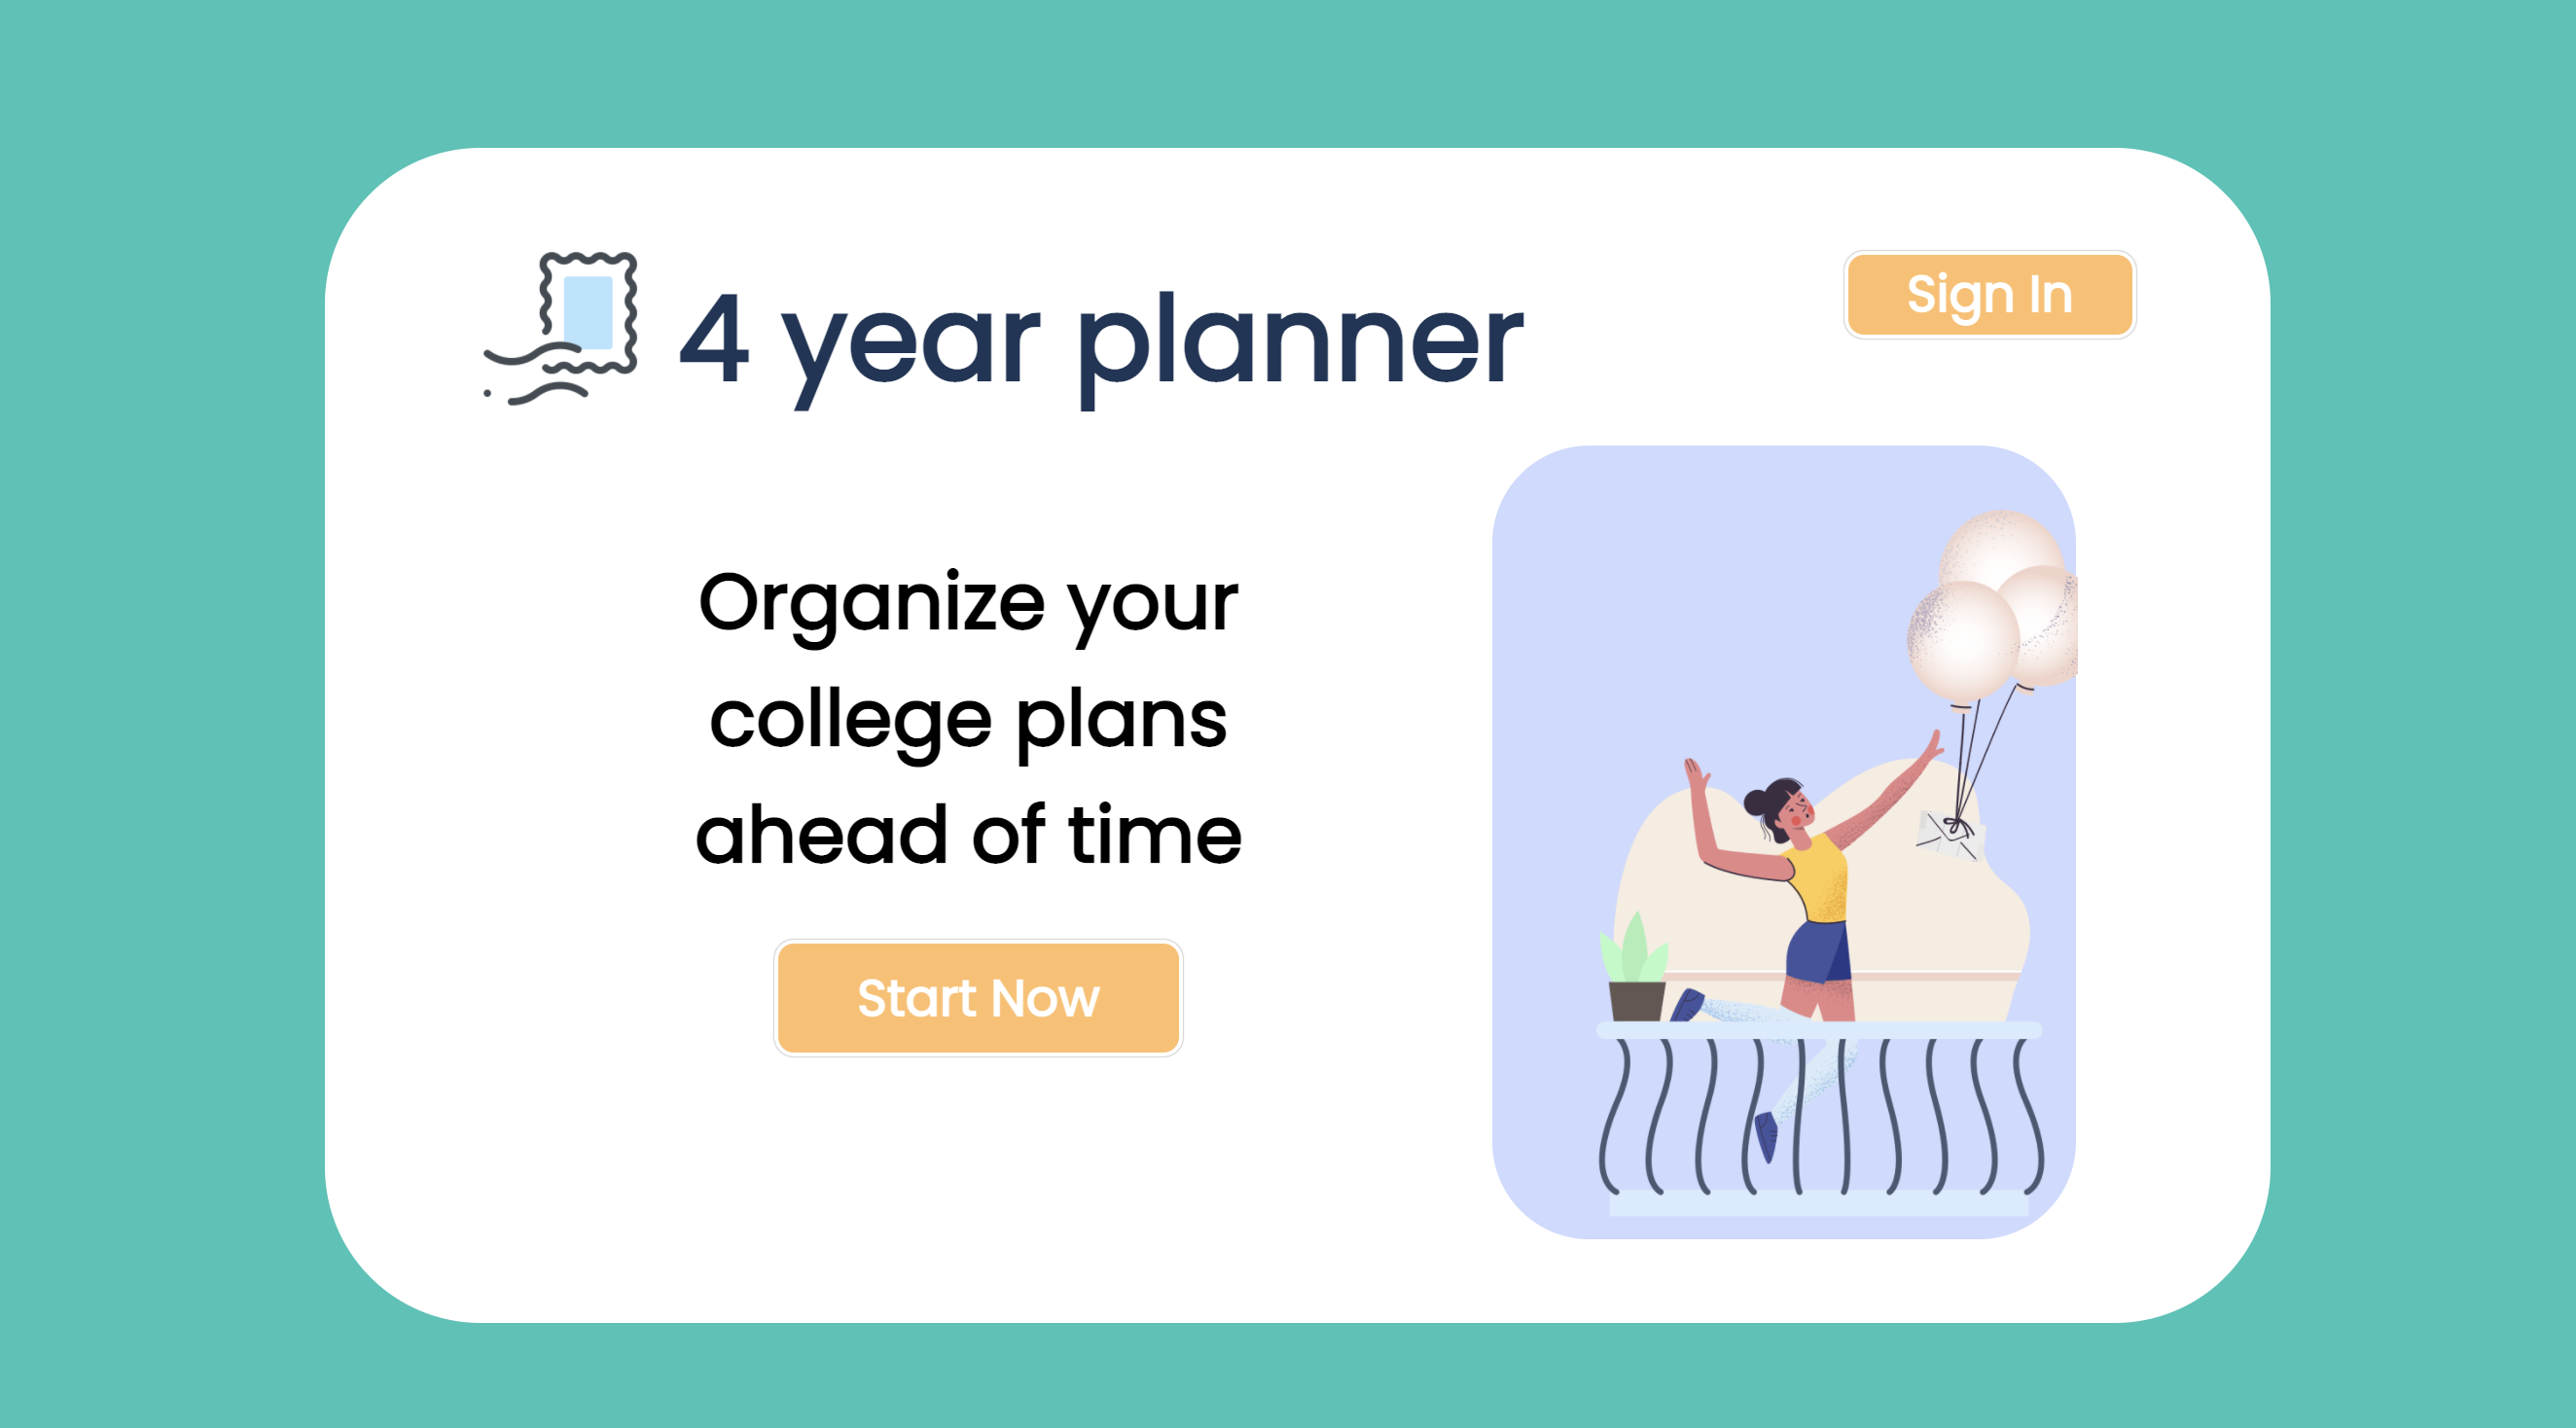 4 year planner
Sign In
Organize your
college plans
ahead of time
Start Now